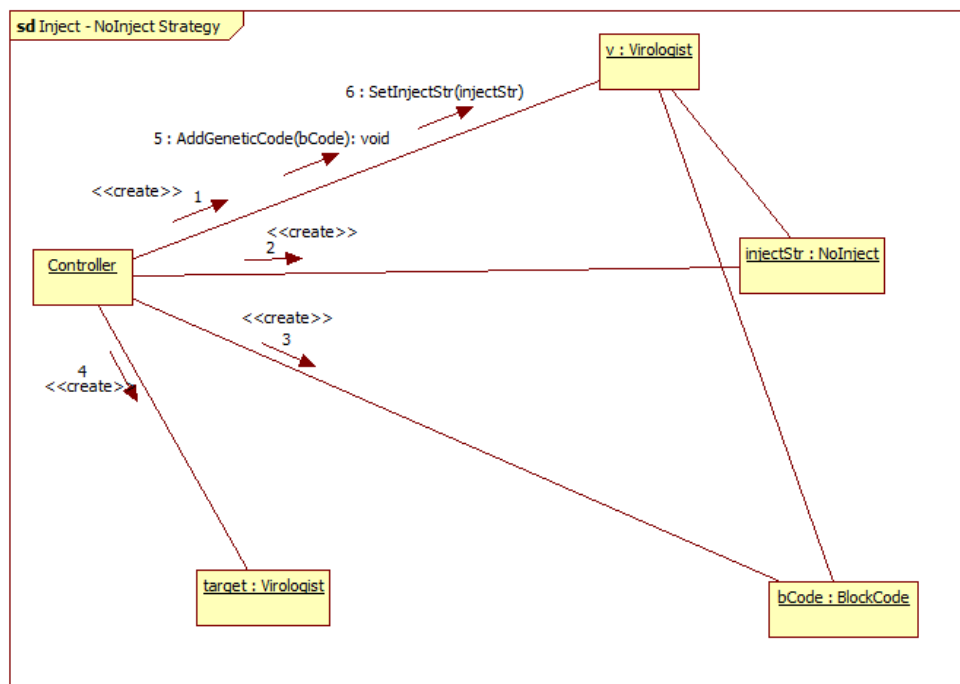 sd Inject - NoInject Strategy
v : Virologist
6 : SetInjectStr(injectStr)
5 : AddGeneticCode(bCode): void
<<create>>
1
<<create>>
2
Controller
injectStr : NoInject
<<create>>
3
4
<<create>>
target : Virologist
bCode : BlockCode